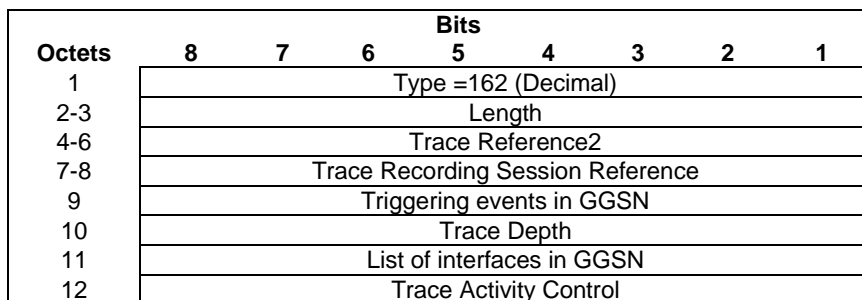 Bits
Octets 8 7 6 5 4 3 2 1
1 Type =162 (Decimal)
2-3 Length
4-6 Trace Reference2
7-8 Trace Recording Session Reference
9 Triggering events in GGSN
10 Trace Depth
11 List of interfaces in GGSN
12 Trace Activity Control